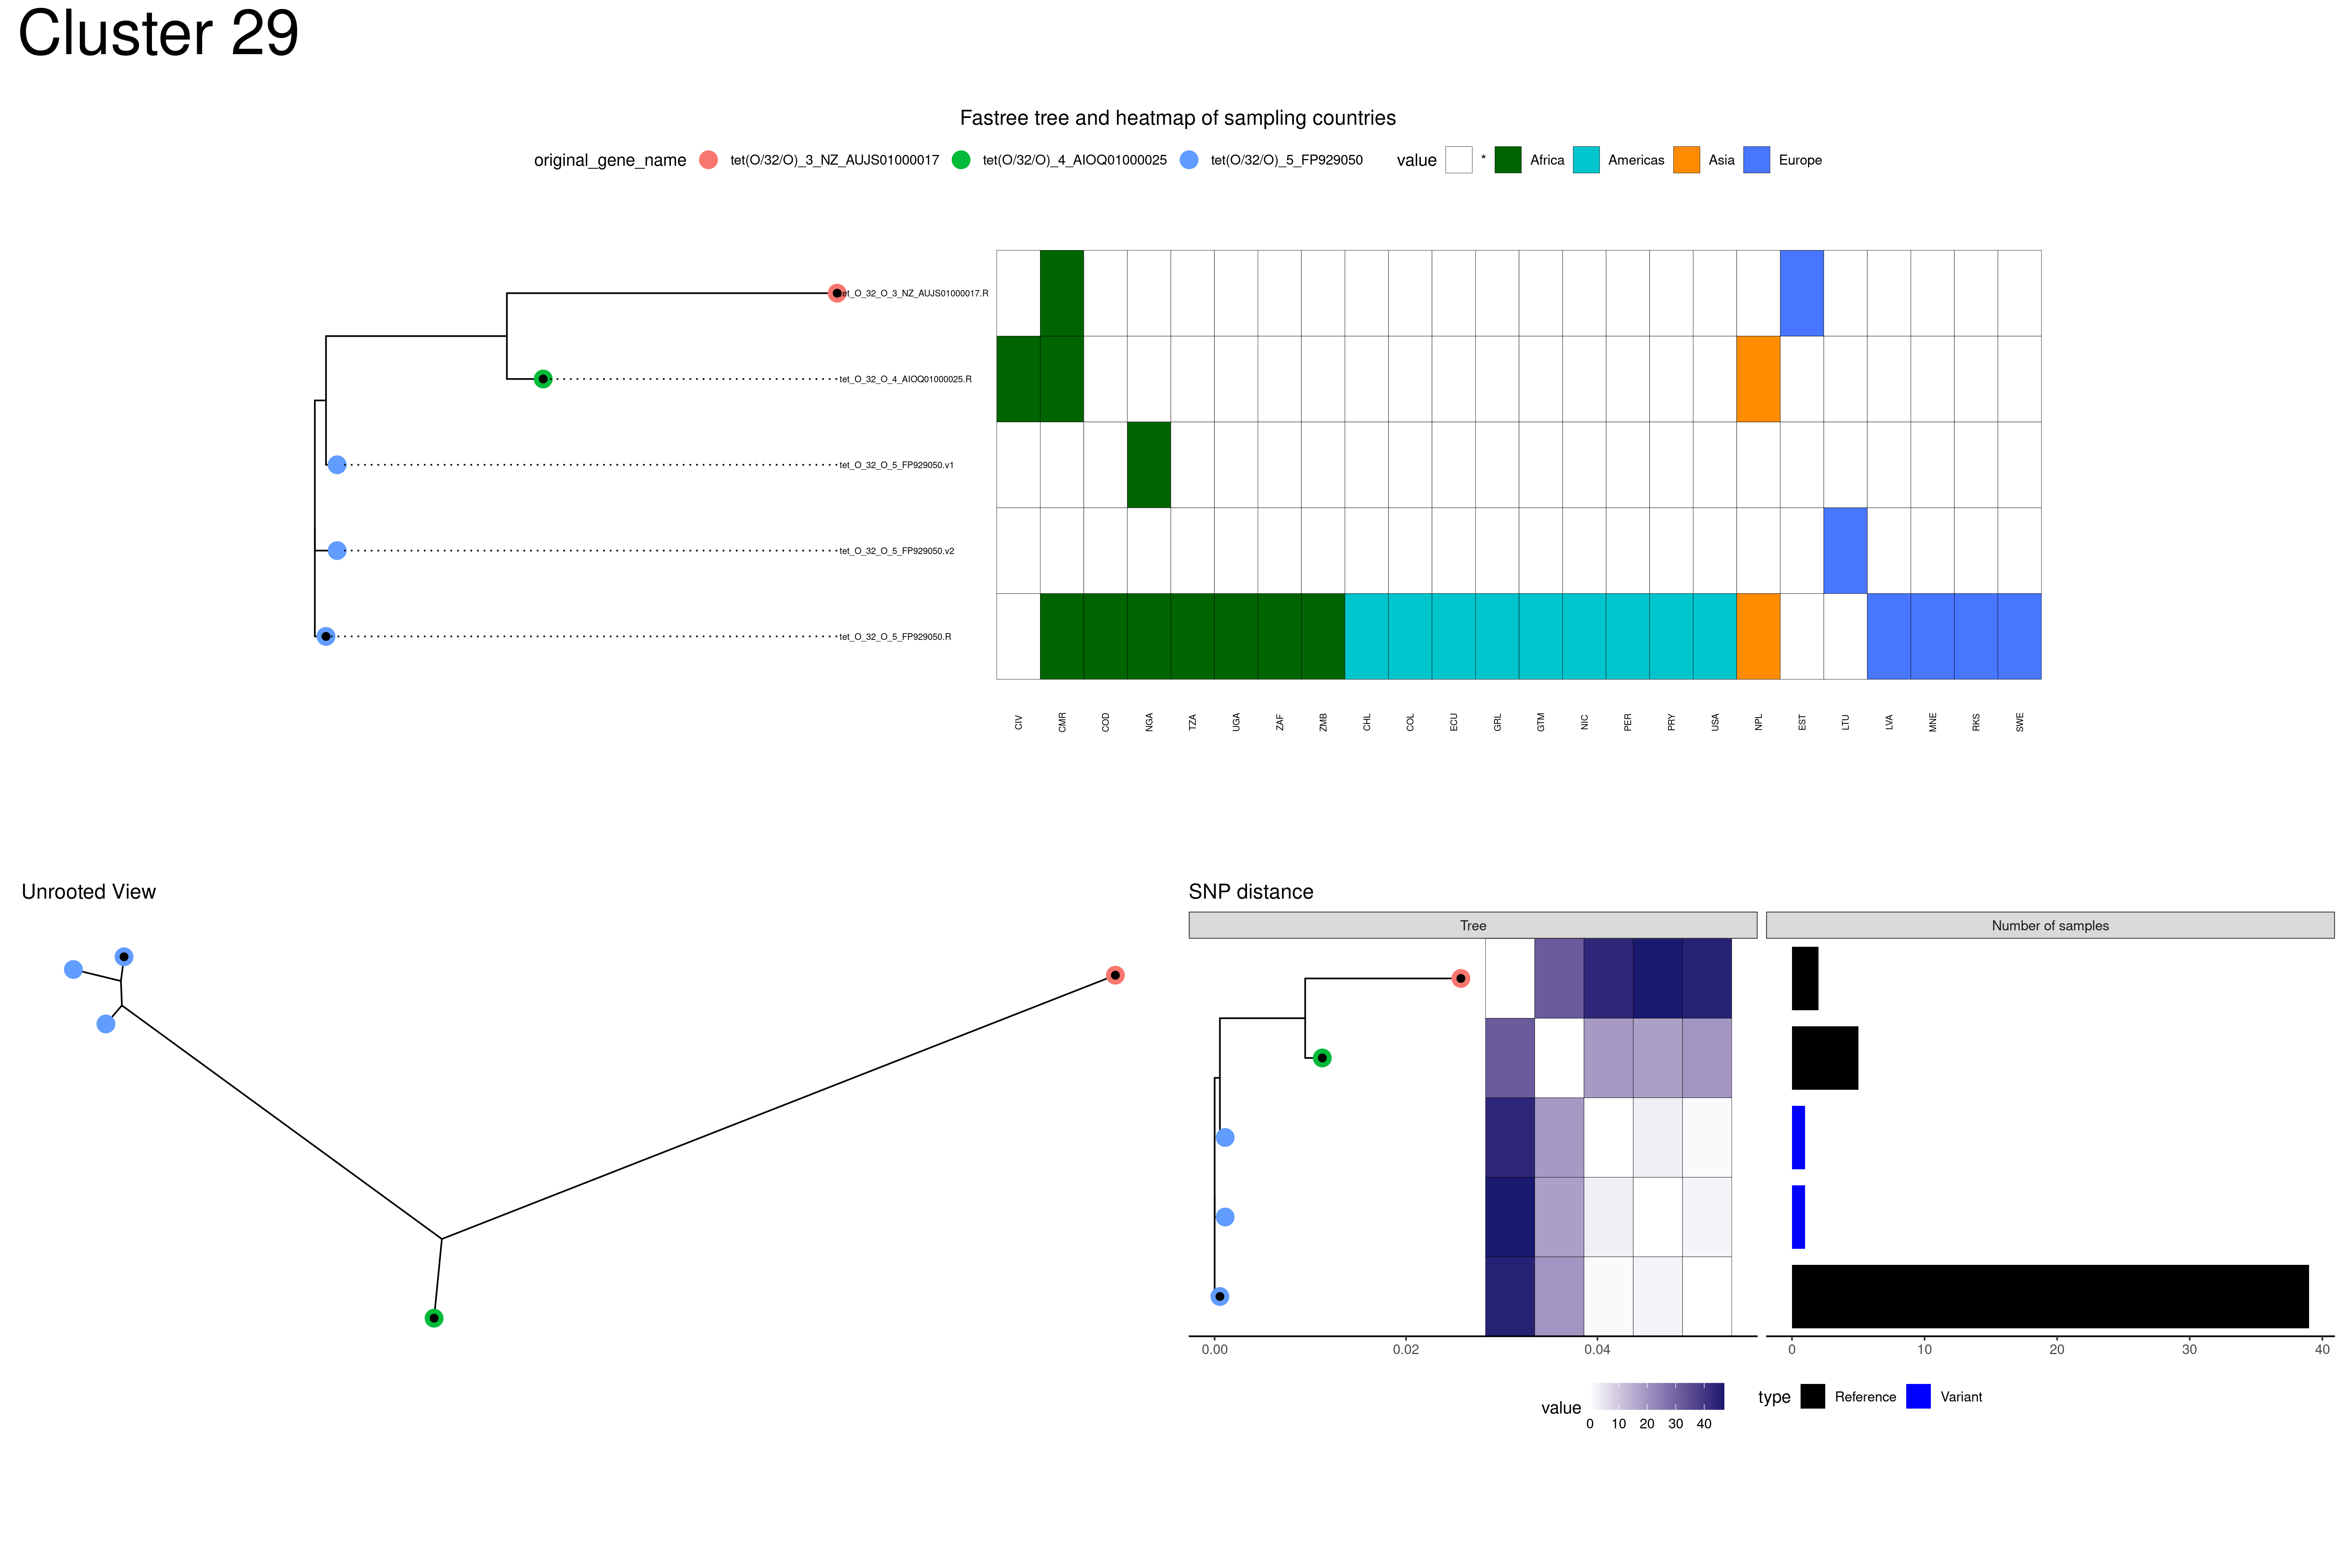 Cluster 29
Fastree tree and heatmap of sampling countries
original_gene_name tet(O/32/O)_3_NZ_AUJS01000017 tet(O/32/O)_4_AIOQ01000025 tet(O/32/O)_5_FP929050 value * Africa Americas Asia Europe
tet_O_32_O_3_NZ_AUJS01000017.R
tet_O_32_O_4_AIOQ01000025.R
tet_O_32_O_5_FP929050.v1
tet_O_32_O_5_FP929050.v2
tet_O_32_O_5_FP929050.R
CIV CMR COD NGA TZA UGA ZAF ZMB CHL COL ECU GRL GTM NIC PER PRY USA NPL EST LTU LVA MNE RKS SWE
Unrooted View
SNP distance
Tree Number of samples
0.00 0.02 0.04 0 10 20 30 40
value 0 10 20 30 40 type Reference Variant